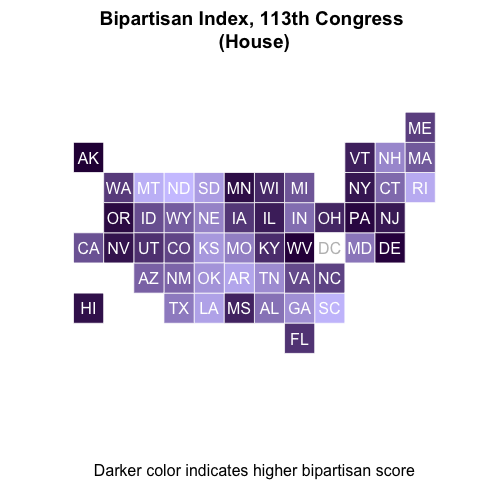 Bipartisan Index, 113th Congress
(House)
ME
AK VT NH MA
WA MT ND SD MN WI MI NY CT RI
OR ID WY NE IA IL IN OH PA NJ
CA NV UT CO KS MO KY WV DC MD DE
AZ NM OK AR TN VA NC
HI TX LA MS AL GA SC
FL
Darker color indicates higher bipartisan score